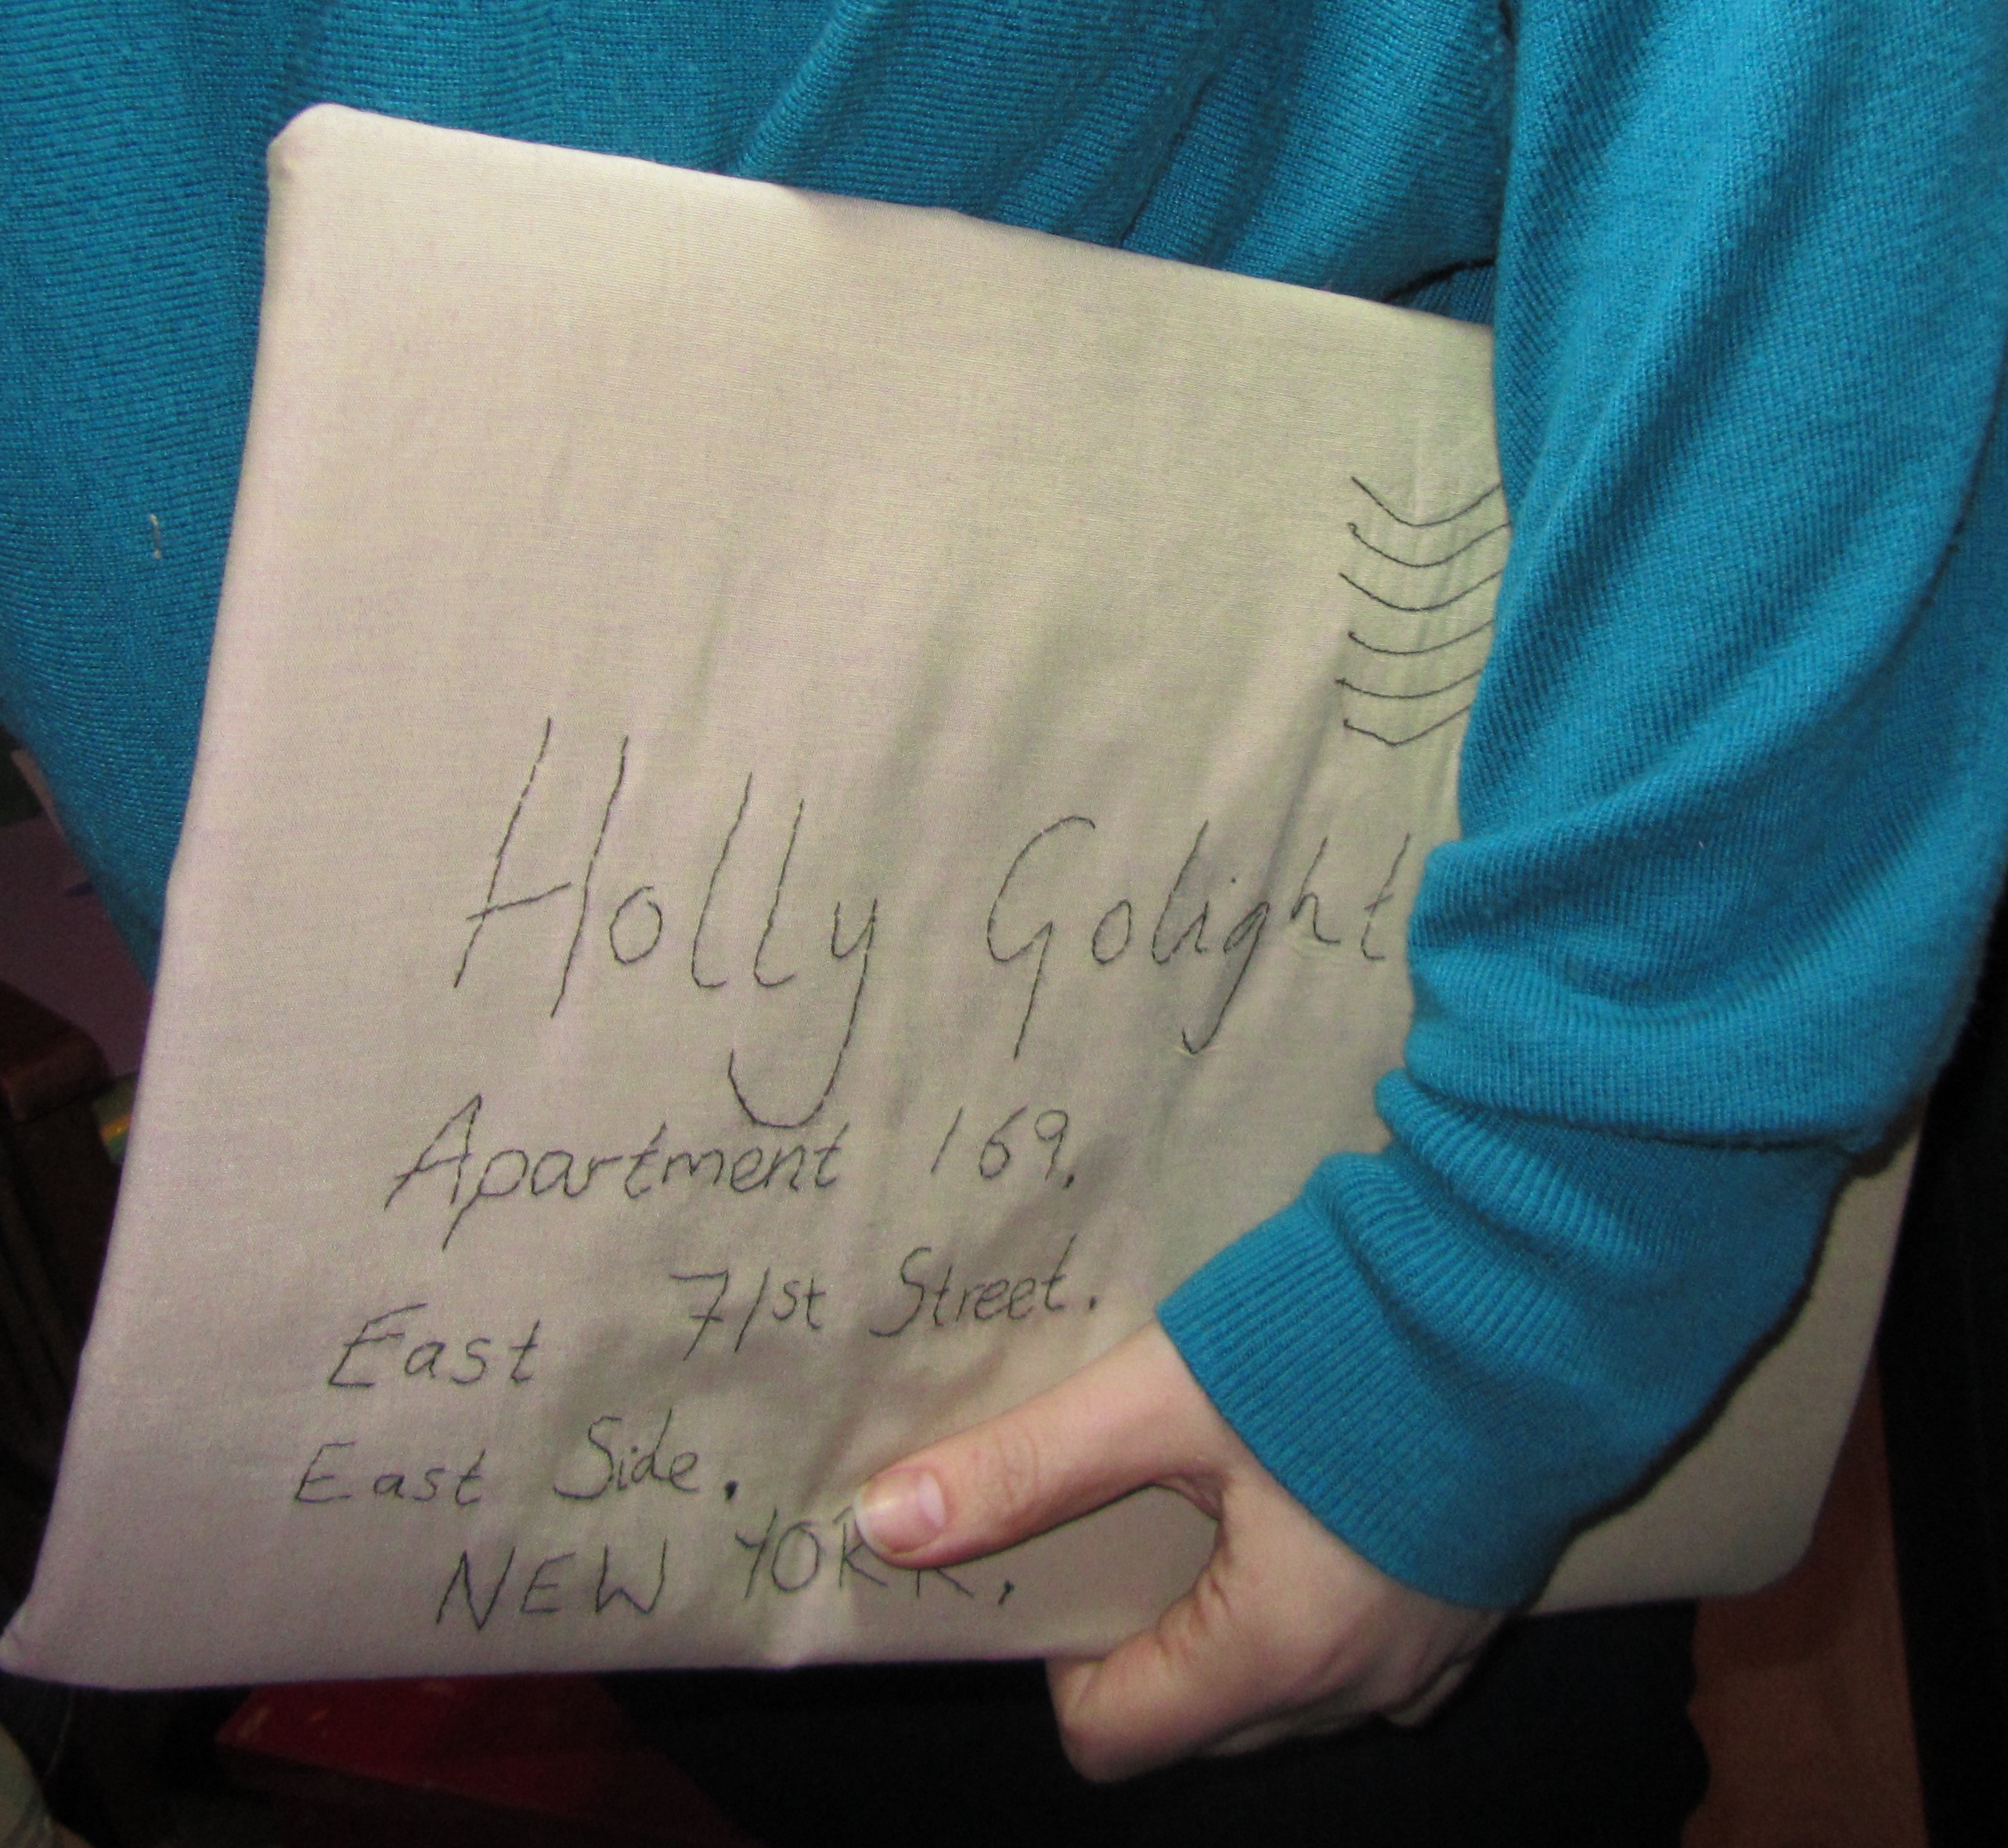 Holly Golight
Apartment 169.
East 71st Street.
East Side.
NEW YORK.